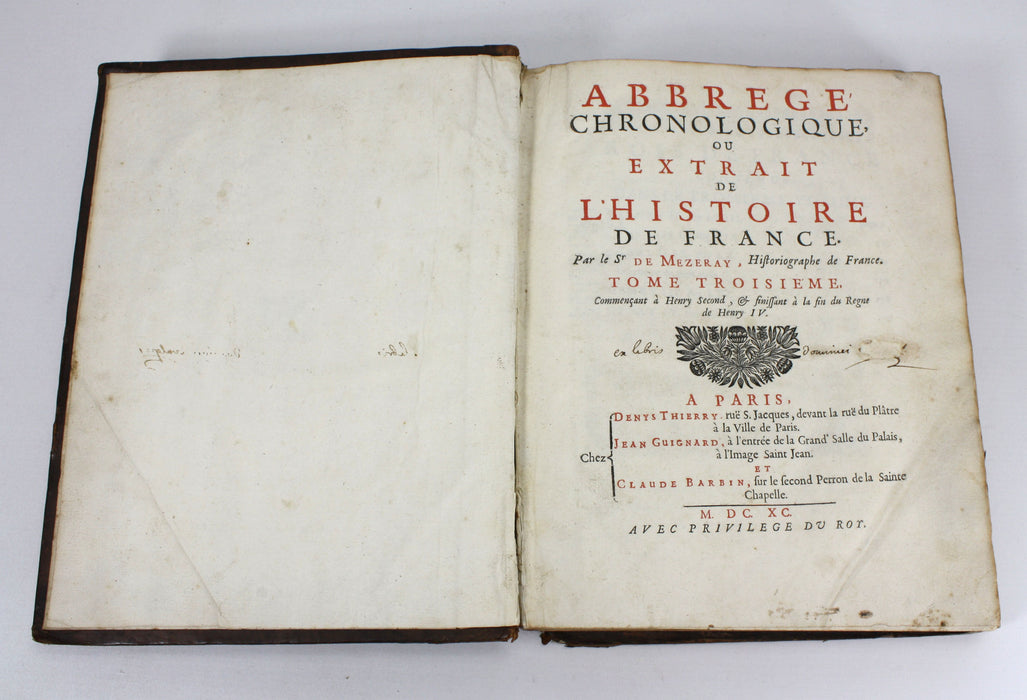 ABBREGÉ
CHRONOLOGIQUE,
OU
EXTRAIT
DE
L'HISTOIRE
DE FRANCE.
Par le Sr DE MEZERAY, Hiſtoriographe de France.
TOME TROISIEME.
Commençant à Henry Second, & finiſſant à la fin du Regne
de Henry IV.
ex libris dominici
A PARIS,
Chez
DENYS THIERRY. ruë S. Jacques, devant la ruë du Plâtre
à la Ville de Paris.
JEAN GUIGNARD, à l'entrée de la Grand' Salle du Palais,
à l'Image Saint Jean.
ET
CLAUDE BARBIN, ſur le ſecond Perron de la Sainte
Chapelle.
M. DC. XC.
AVEC PRIVILEGE DU ROY.